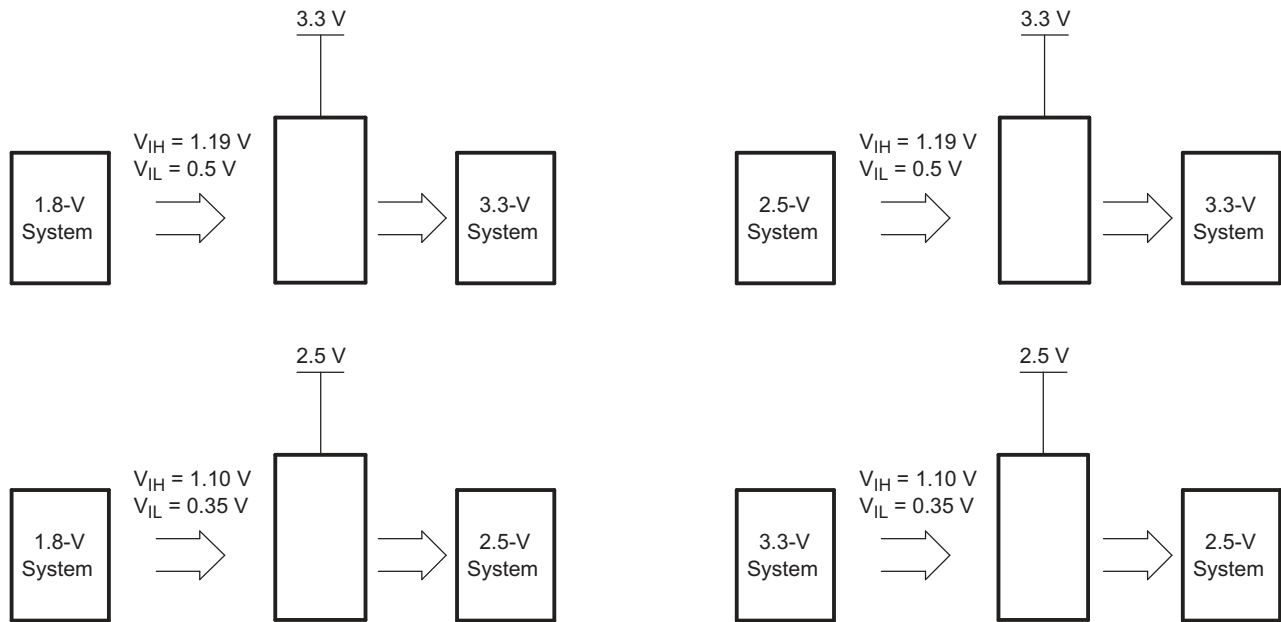 3.3 V
V_IH = 1.19 V
V_IL = 0.5 V
1.8-V
System
3.3-V
System
3.3 V
V_IH = 1.19 V
V_IL = 0.5 V
2.5-V
System
3.3-V
System
2.5 V
V_IH = 1.10 V
V_IL = 0.35 V
1.8-V
System
2.5-V
System
2.5 V
V_IH = 1.10 V
V_IL = 0.35 V
3.3-V
System
2.5-V
System